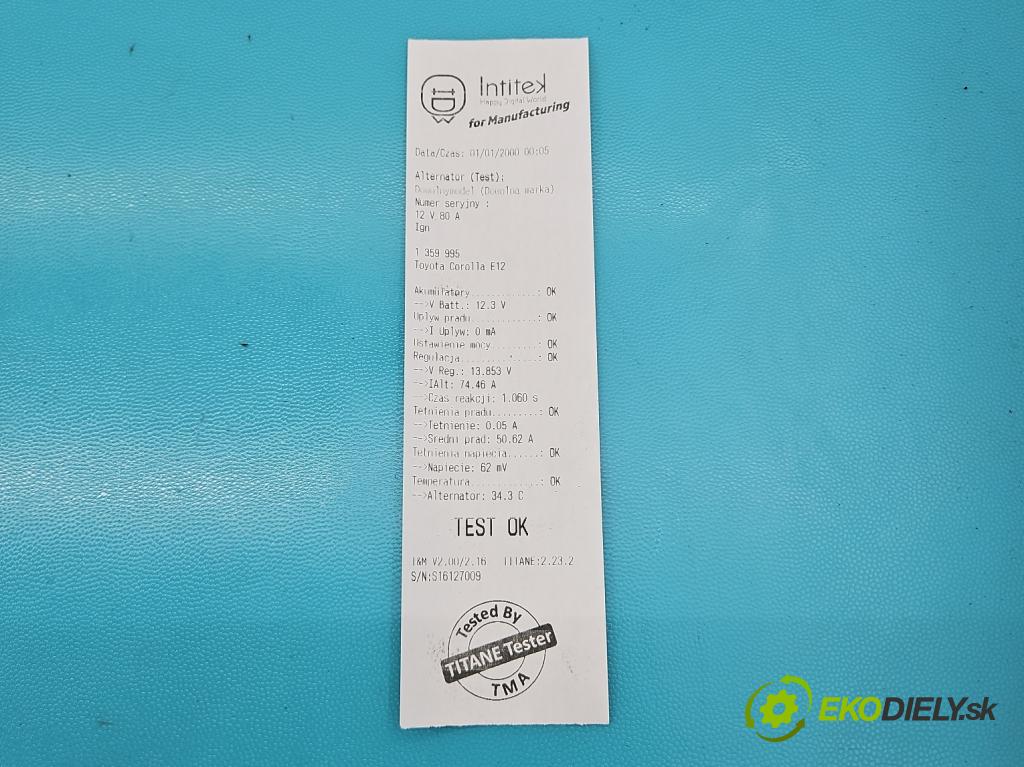 Intitek
Happy Digital World
for Manufacturing
Data/Czas: 01/01/2000 00:05
Alternator (Test):
Dowolnymodel (Dowolna marka)
Numer seryjny :
12 V 80 A
Ign
1 359 995
Toyota Corolla E12
Akumulatory............: OK
-->V Batt.: 12.3 V
Uplyw pradu............: OK
-->I Uplyw: 0 mA
Ustawienie mocy........: OK
Regulacja..............: OK
-->V Reg.: 13.853 V
-->IAlt: 74.46 A
-->Czas reakcji: 1.060 s
Tetnienia pradu........: OK
-->Tetnienie: 0.05 A
-->Sredni prad: 50.62 A
Tetnienia napiecia.....: OK
-->Napiecie: 62 mV
Temperatura............: OK
-->Alternator: 34.3 C
TEST OK
T&M V2.00/2.16 TITANE:2.23.2
S/N:S16127009
Tested By
TITANE Tester
TMA
EKODIELY.sk